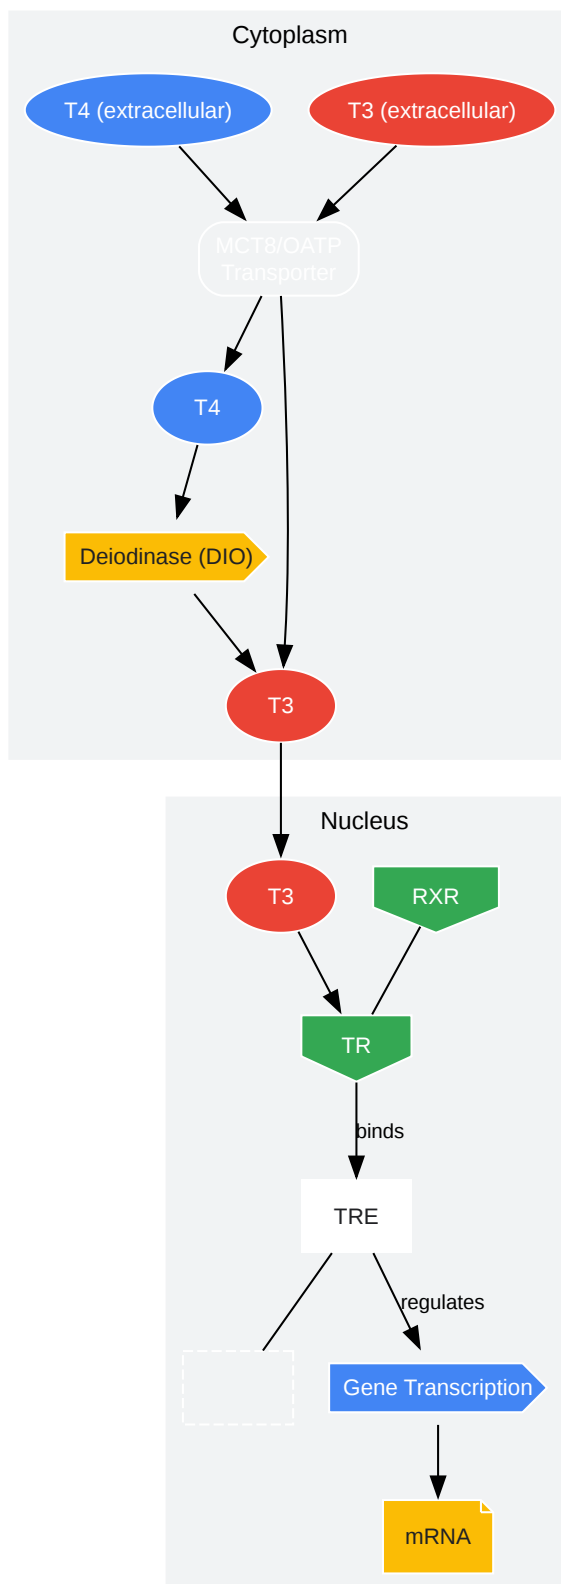 Cytoplasm
T4 (extracellular)
T3 (extracellular)
MCT8/OATP
Transporter
T4
Deiodinase (DIO)
T3
Nucleus
T3
RXR
TR
binds
TRE
regulates
Gene Transcription
mRNA